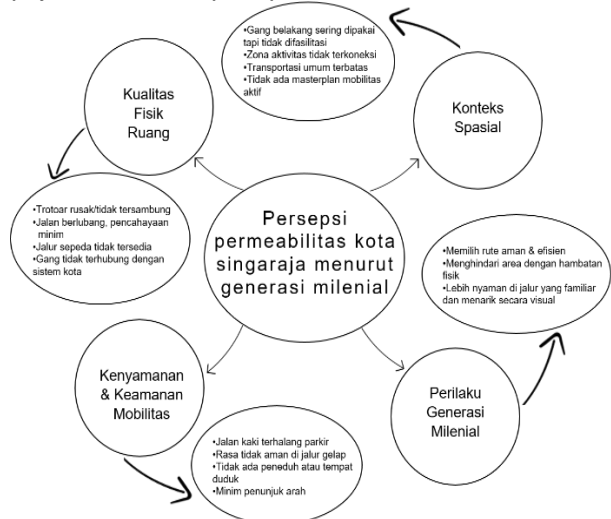 •Gang belakang sering dipakai
tapi tidak difasilitasi
•Zona aktivitas tidak terkoneksi
•Transportasi umum terbatas
•Tidak ada masterplan mobilitas
aktif
Kualitas
Fisik
Ruang
Konteks
Spasial
•Trotoar rusak/tidak tersambung
•Jalan berlubang, pencahayaan
minim
•Jalur sepeda tidak tersedia
•Gang tidak terhubung dengan
sistem kota
Persepsi
permeabilitas kota
singaraja menurut
generasi milenial
•Memilih rute aman & efisien
•Menghindari area dengan hambatan
fisik
•Lebih nyaman di jalur yang familiar
dan menarik secara visual
Kenyamanan
& Keamanan
Mobilitas
Perilaku
Generasi
Milenial
•Jalan kaki terhalang parkir
•Rasa tidak aman di jalur gelap
•Tidak ada peneduh atau tempat
duduk
•Minim penunjuk arah